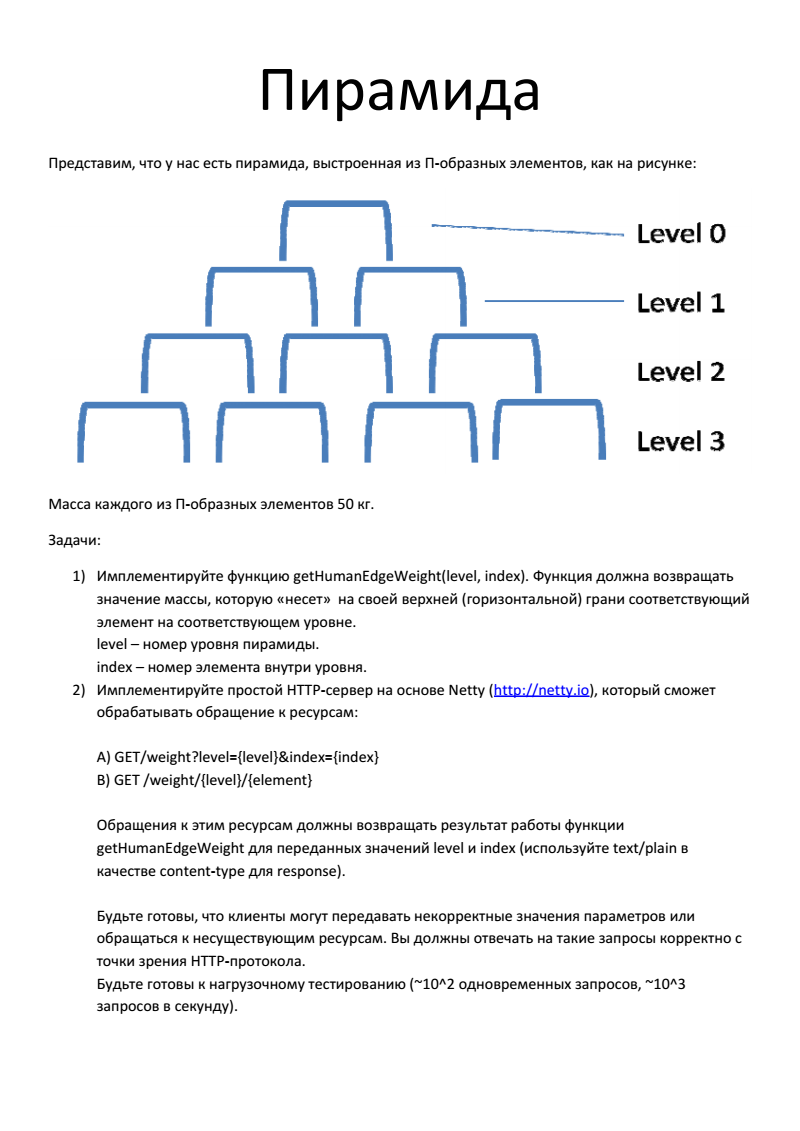 Пирамида
Представим, что у нас есть пирамида, выстроенная из П-образных элементов, как на рисунке:
Level 0
Level 1
Level 2
Level 3
Масса каждого из П-образных элементов 50 кг.
Задачи:
1) Имплементируйте функцию getHumanEdgeWeight(level, index). Функция должна возвращать
значение массы, которую «несет» на своей верхней (горизонтальной) грани соответствующий
элемент на соответствующем уровне.
level – номер уровня пирамиды.
index – номер элемента внутри уровня.
2) Имплементируйте простой HTTP-сервер на основе Netty (http://netty.io), который сможет
обрабатывать обращение к ресурсам:
A) GET/weight?level={level}&index={index}
B) GET /weight/{level}/{element}
Обращения к этим ресурсам должны возвращать результат работы функции
getHumanEdgeWeight для переданных значений level и index (используйте text/plain в
качестве content-type для response).
Будьте готовы, что клиенты могут передавать некорректные значения параметров или
обращаться к несуществующим ресурсам. Вы должны отвечать на такие запросы корректно с
точки зрения HTTP-протокола.
Будьте готовы к нагрузочному тестированию (~10^2 одновременных запросов, ~10^3
запросов в секунду).